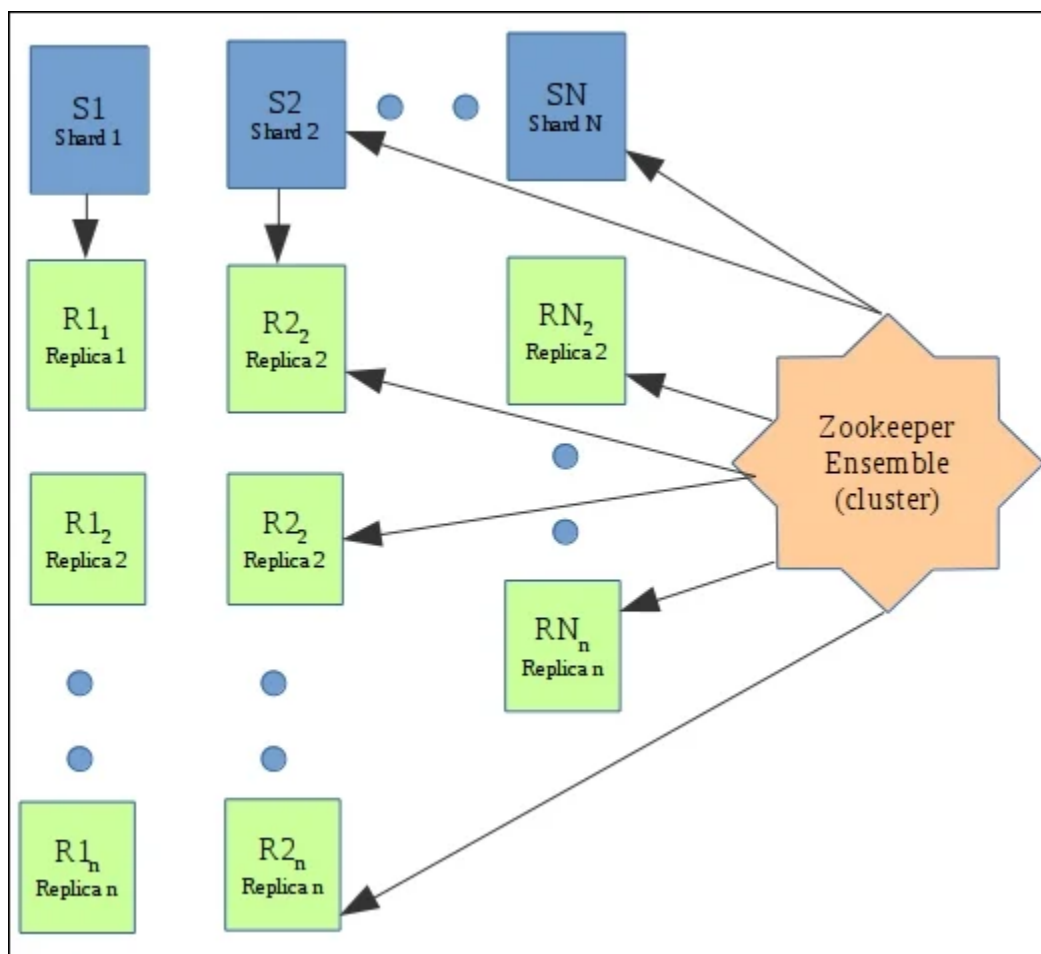 S1
Shard 1
S2
Shard 2
SN
Shard N
R1₁
Replica 1
R2₂
Replica 2
RN₂
Replica 2
Zookeeper
Ensemble
(cluster)
R1₂
Replica 2
R2₂
Replica 2
RNₙ
Replica n
R1ₙ
Replica n
R2ₙ
Replica n